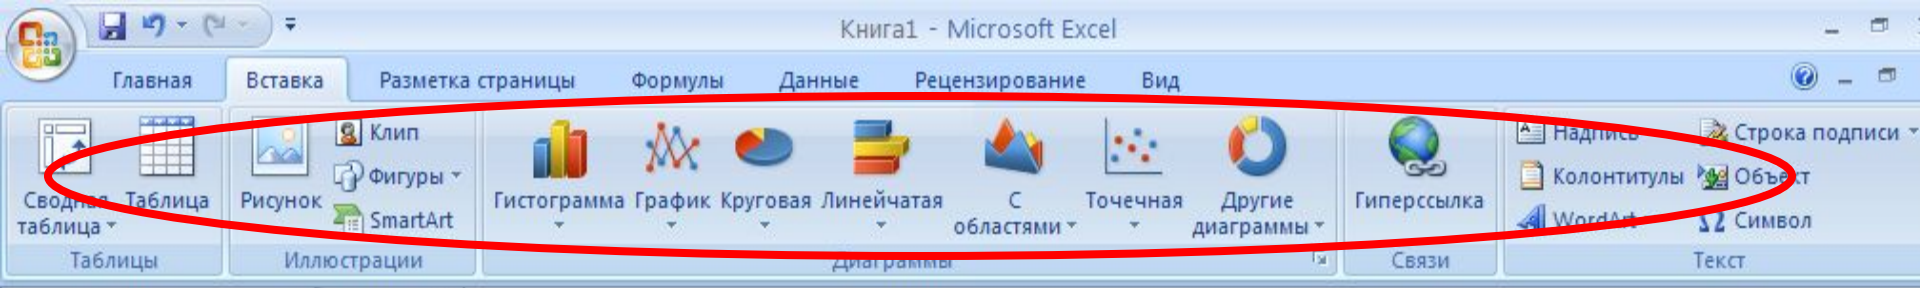 Книга1 - Microsoft Excel
Главная Вставка Разметка страницы Формулы Данные Рецензирование Вид
Сводная таблица
Таблица
Таблицы
Рисунок
Клип
Фигуры
SmartArt
Иллюстрации
Гистограмма
График
Круговая
Линейчатая
С областями
Точечная
Другие диаграммы
Диаграммы
Гиперссылка
Связи
Надпись
Колонтитулы
WordArt
Строка подписи
Объект
Символ
Текст